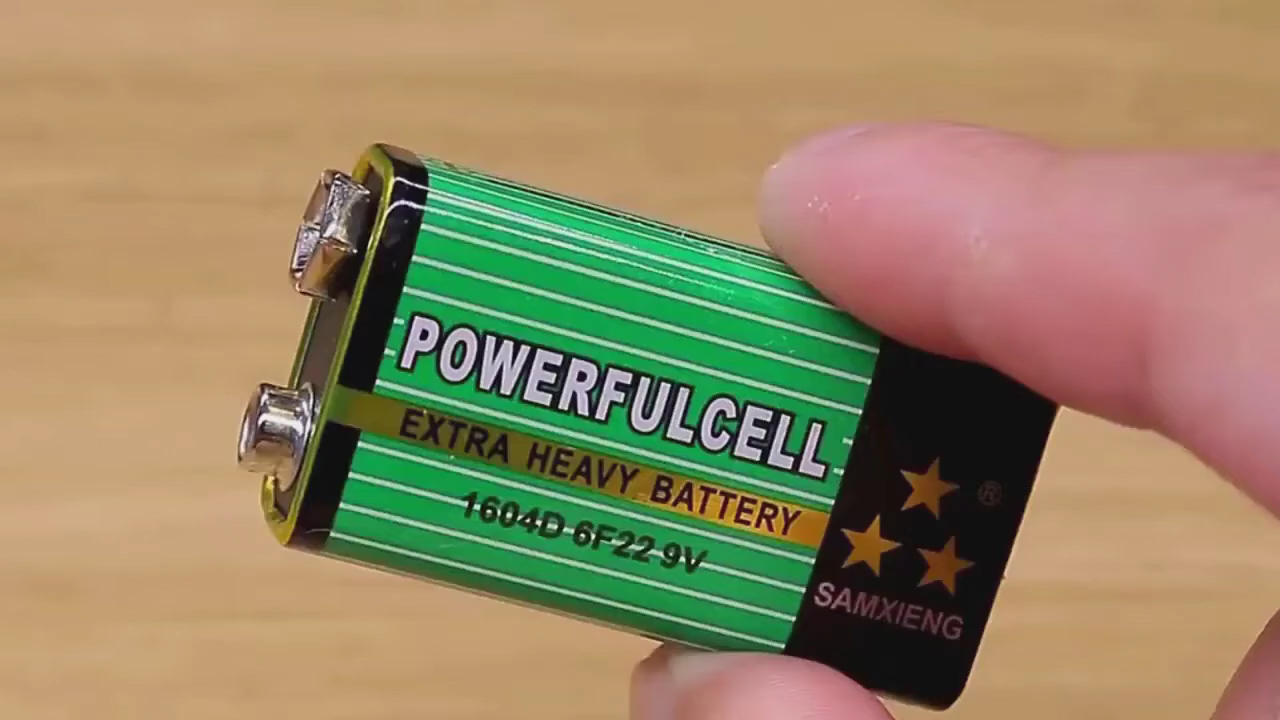 POWERFULCELL
EXTRA HEAVY BATTERY
1604D 6F22 9V
®
SAMXIENG